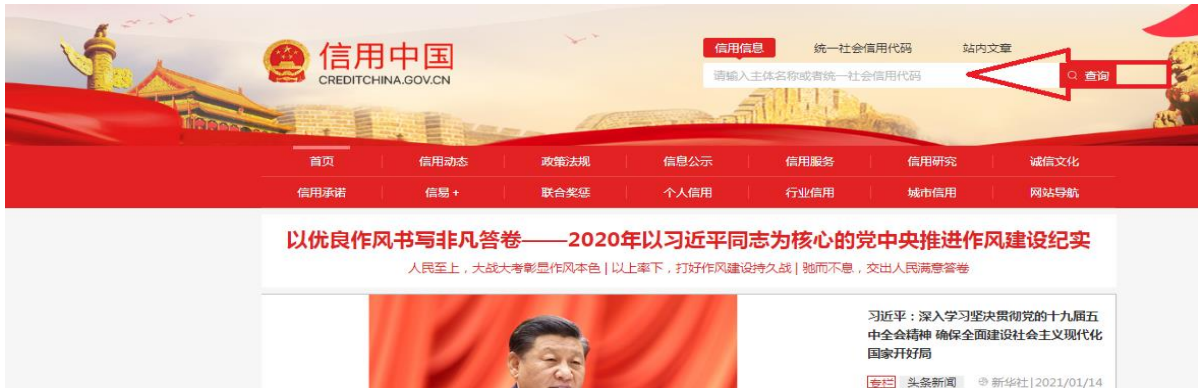 信用信息 统一社会信用代码 站内文章
信用中国
CREDITCHINA.GOV.CN
请输入主体名称或者统一社会信用代码 查询
首页 信用动态 政策法规 信息公示 信用服务 信用研究 诚信文化
信用承诺 信易+ 联合奖惩 个人信用 行业信用 城市信用 网站导航
以优良作风书写非凡答卷——2020年以习近平同志为核心的党中央推进作风建设纪实
人民至上，大战大考彰显作风本色|以上率下，打好作风建设持久战|驰而不息，交出人民满意答卷
习近平：深入学习坚决贯彻党的十九届五
中全会精神 确保全面建设社会主义现代化
国家开好局
专栏 头条新闻 新华社|2021/01/14